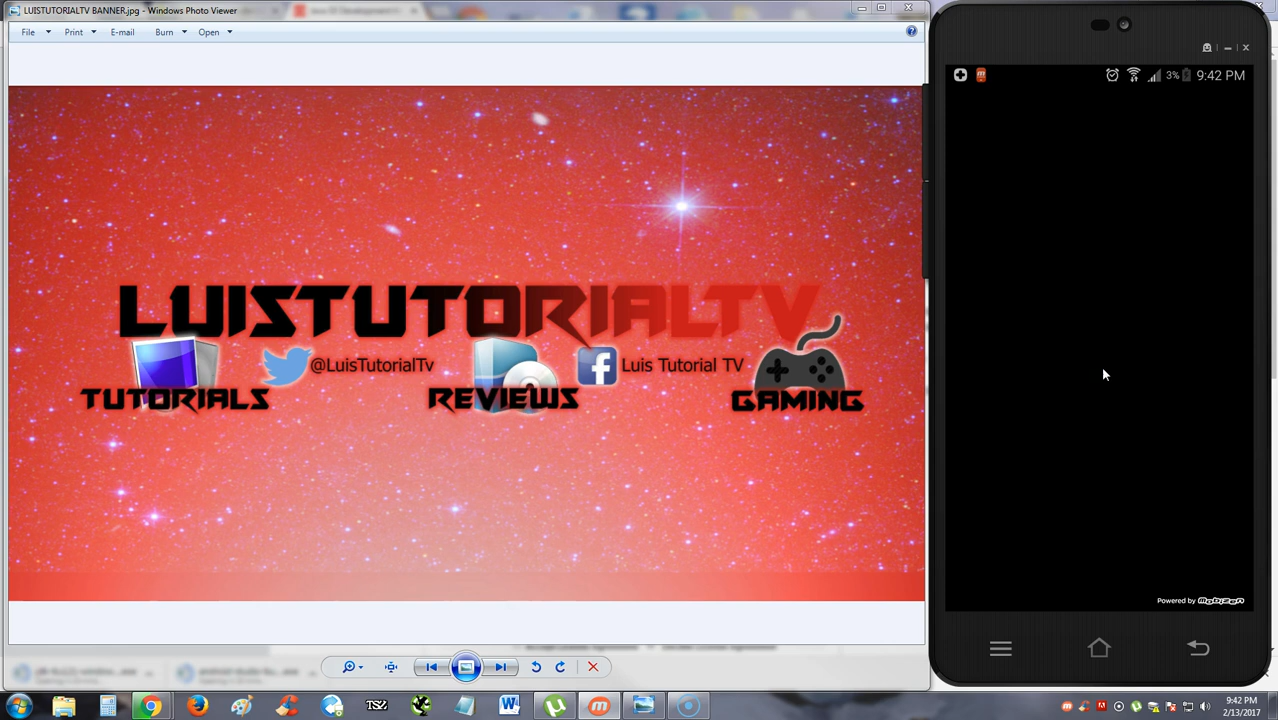 LUISTUTORIALTV BANNER.jpg - Windows Photo Viewer
File Print E-mail Burn Open
LUISTUTORIALTV
@LuisTutorialTv
Luis Tutorial TV
TUTORIALS
REVIEWS
GAMING
3% 9:42 PM
Powered by mobizen
9:42 PM
2/13/2017